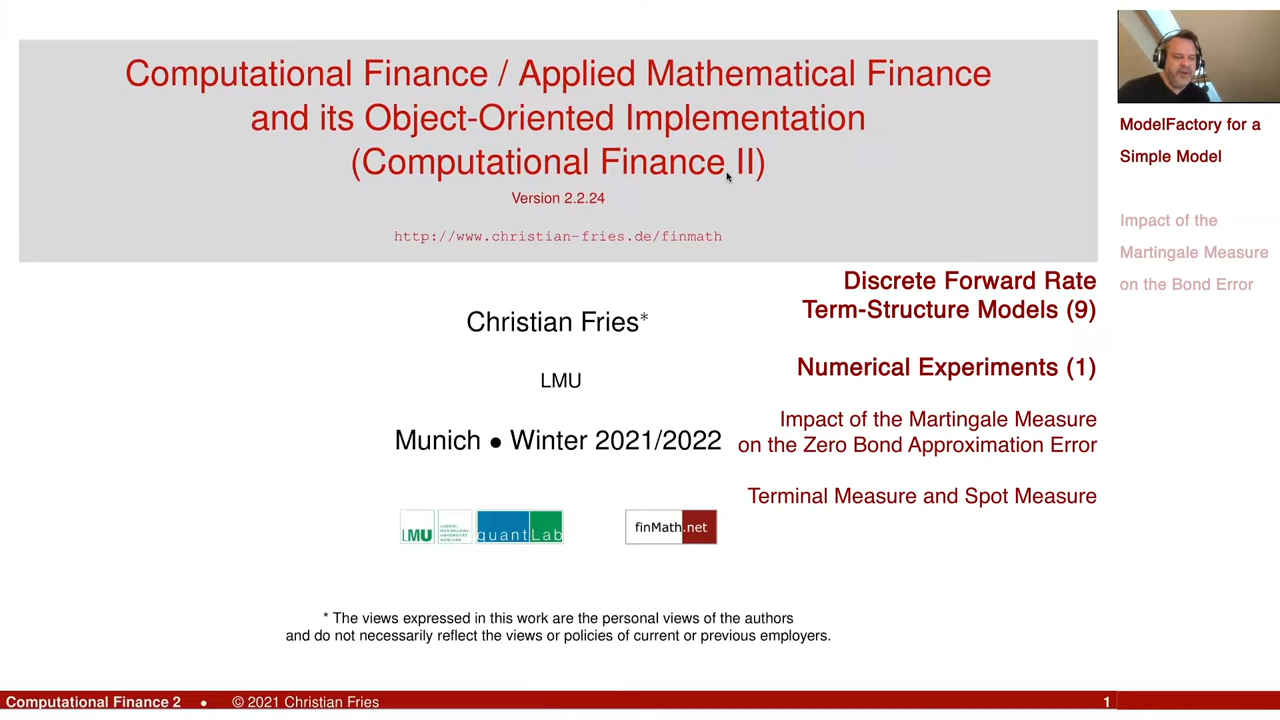 Computational Finance / Applied Mathematical Finance
and its Object-Oriented Implementation
(Computational Finance II)
Version 2.2.24
http://www.christian-fries.de/finmath
Christian Fries*
LMU
Munich • Winter 2021/2022
Discrete Forward Rate
Term-Structure Models (9)
Numerical Experiments (1)
Impact of the Martingale Measure
on the Zero Bond Approximation Error
Terminal Measure and Spot Measure
LMU
LUDWIG-
MAXIMILIANS-
UNIVERSITÄT
MÜNCHEN
quantLab
finMath.net
* The views expressed in this work are the personal views of the authors
and do not necessarily reflect the views or policies of current or previous employers.
ModelFactory for a
Simple Model
Impact of the
Martingale Measure
on the Bond Error
Computational Finance 2 • © 2021 Christian Fries 1